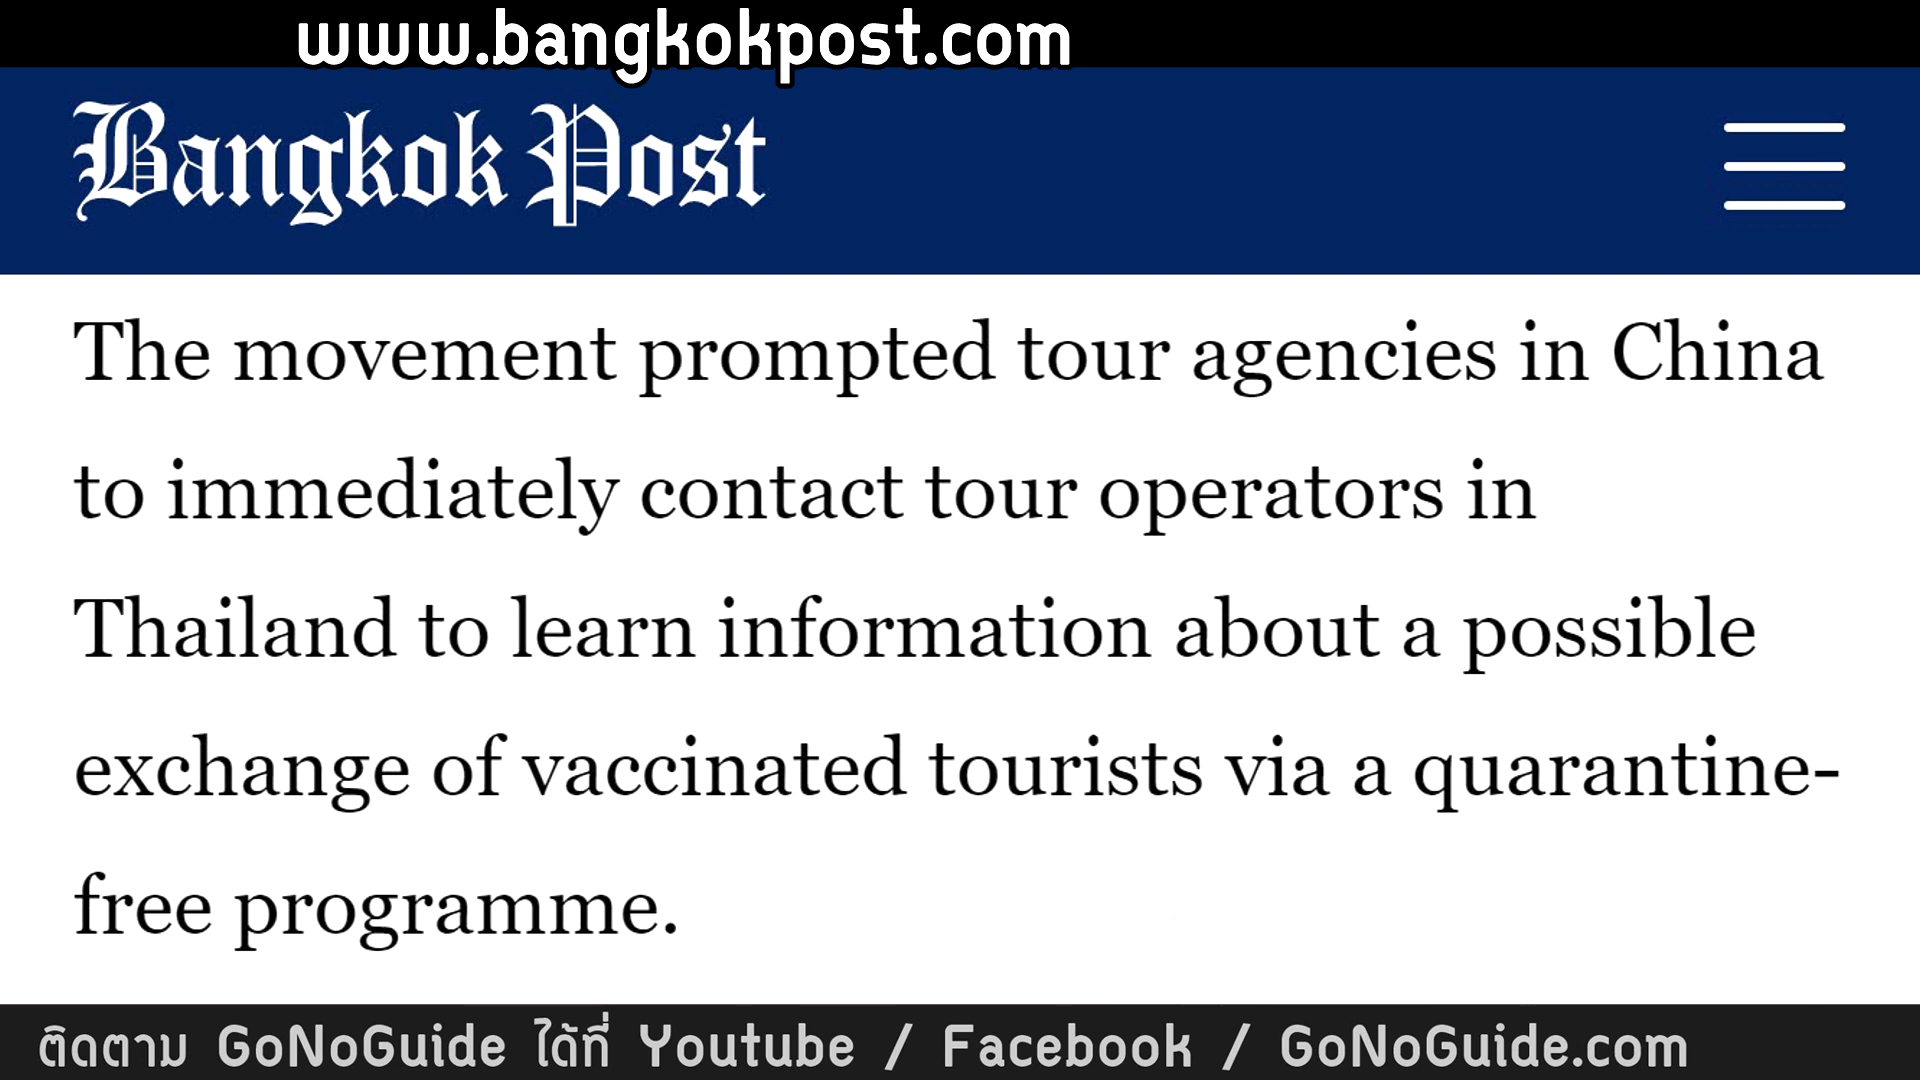 www.bangkokpost.com
Bangkok Post
The movement prompted tour agencies in China
to immediately contact tour operators in
Thailand to learn information about a possible
exchange of vaccinated tourists via a quarantine-
free programme.
ติดตาม GoNoGuide ได้ที่ Youtube / Facebook / GoNoGuide.com